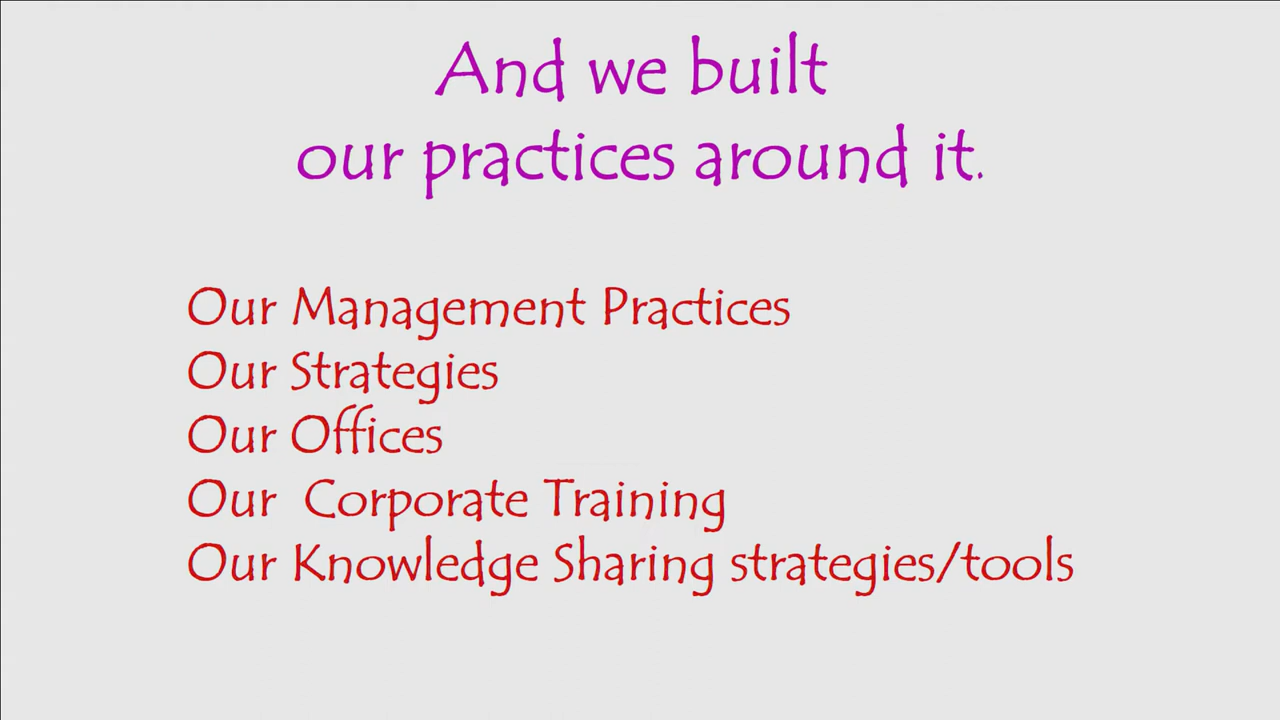 And we built
our practices around it.
Our Management Practices
Our Strategies
Our Offices
Our  Corporate Training
Our Knowledge Sharing strategies/tools